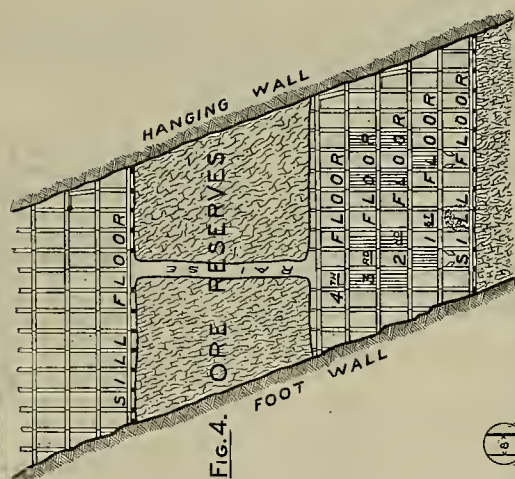 HANGING WALL
SILL FLOOR
ORE RESERVES
RAISE
4TH FLOOR
3RD FLOOR
2ND FLOOR
1ST FLOOR
SILL FLOOR
FOOT WALL
FIG. 4.
8"